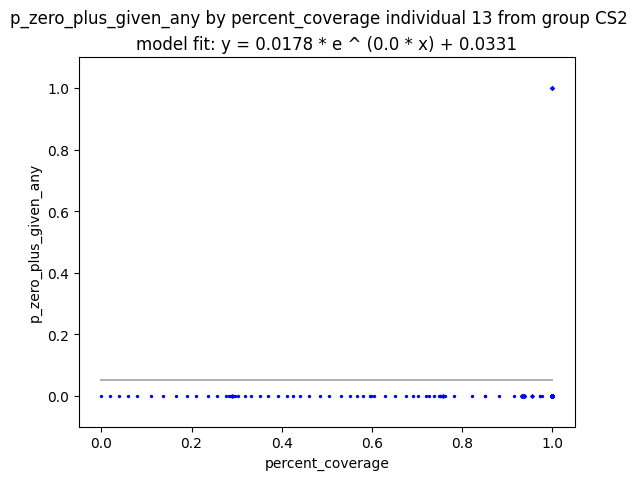 p_zero_plus_given_any by percent_coverage individual 13 from group CS2
model fit: y = 0.0178 * e ^ (0.0 * x) + 0.0331
1.0
0.8
0.6
0.4
0.2
0.0
p_zero_plus_given_any
0.0 0.2 0.4 0.6 0.8 1.0
percent_coverage